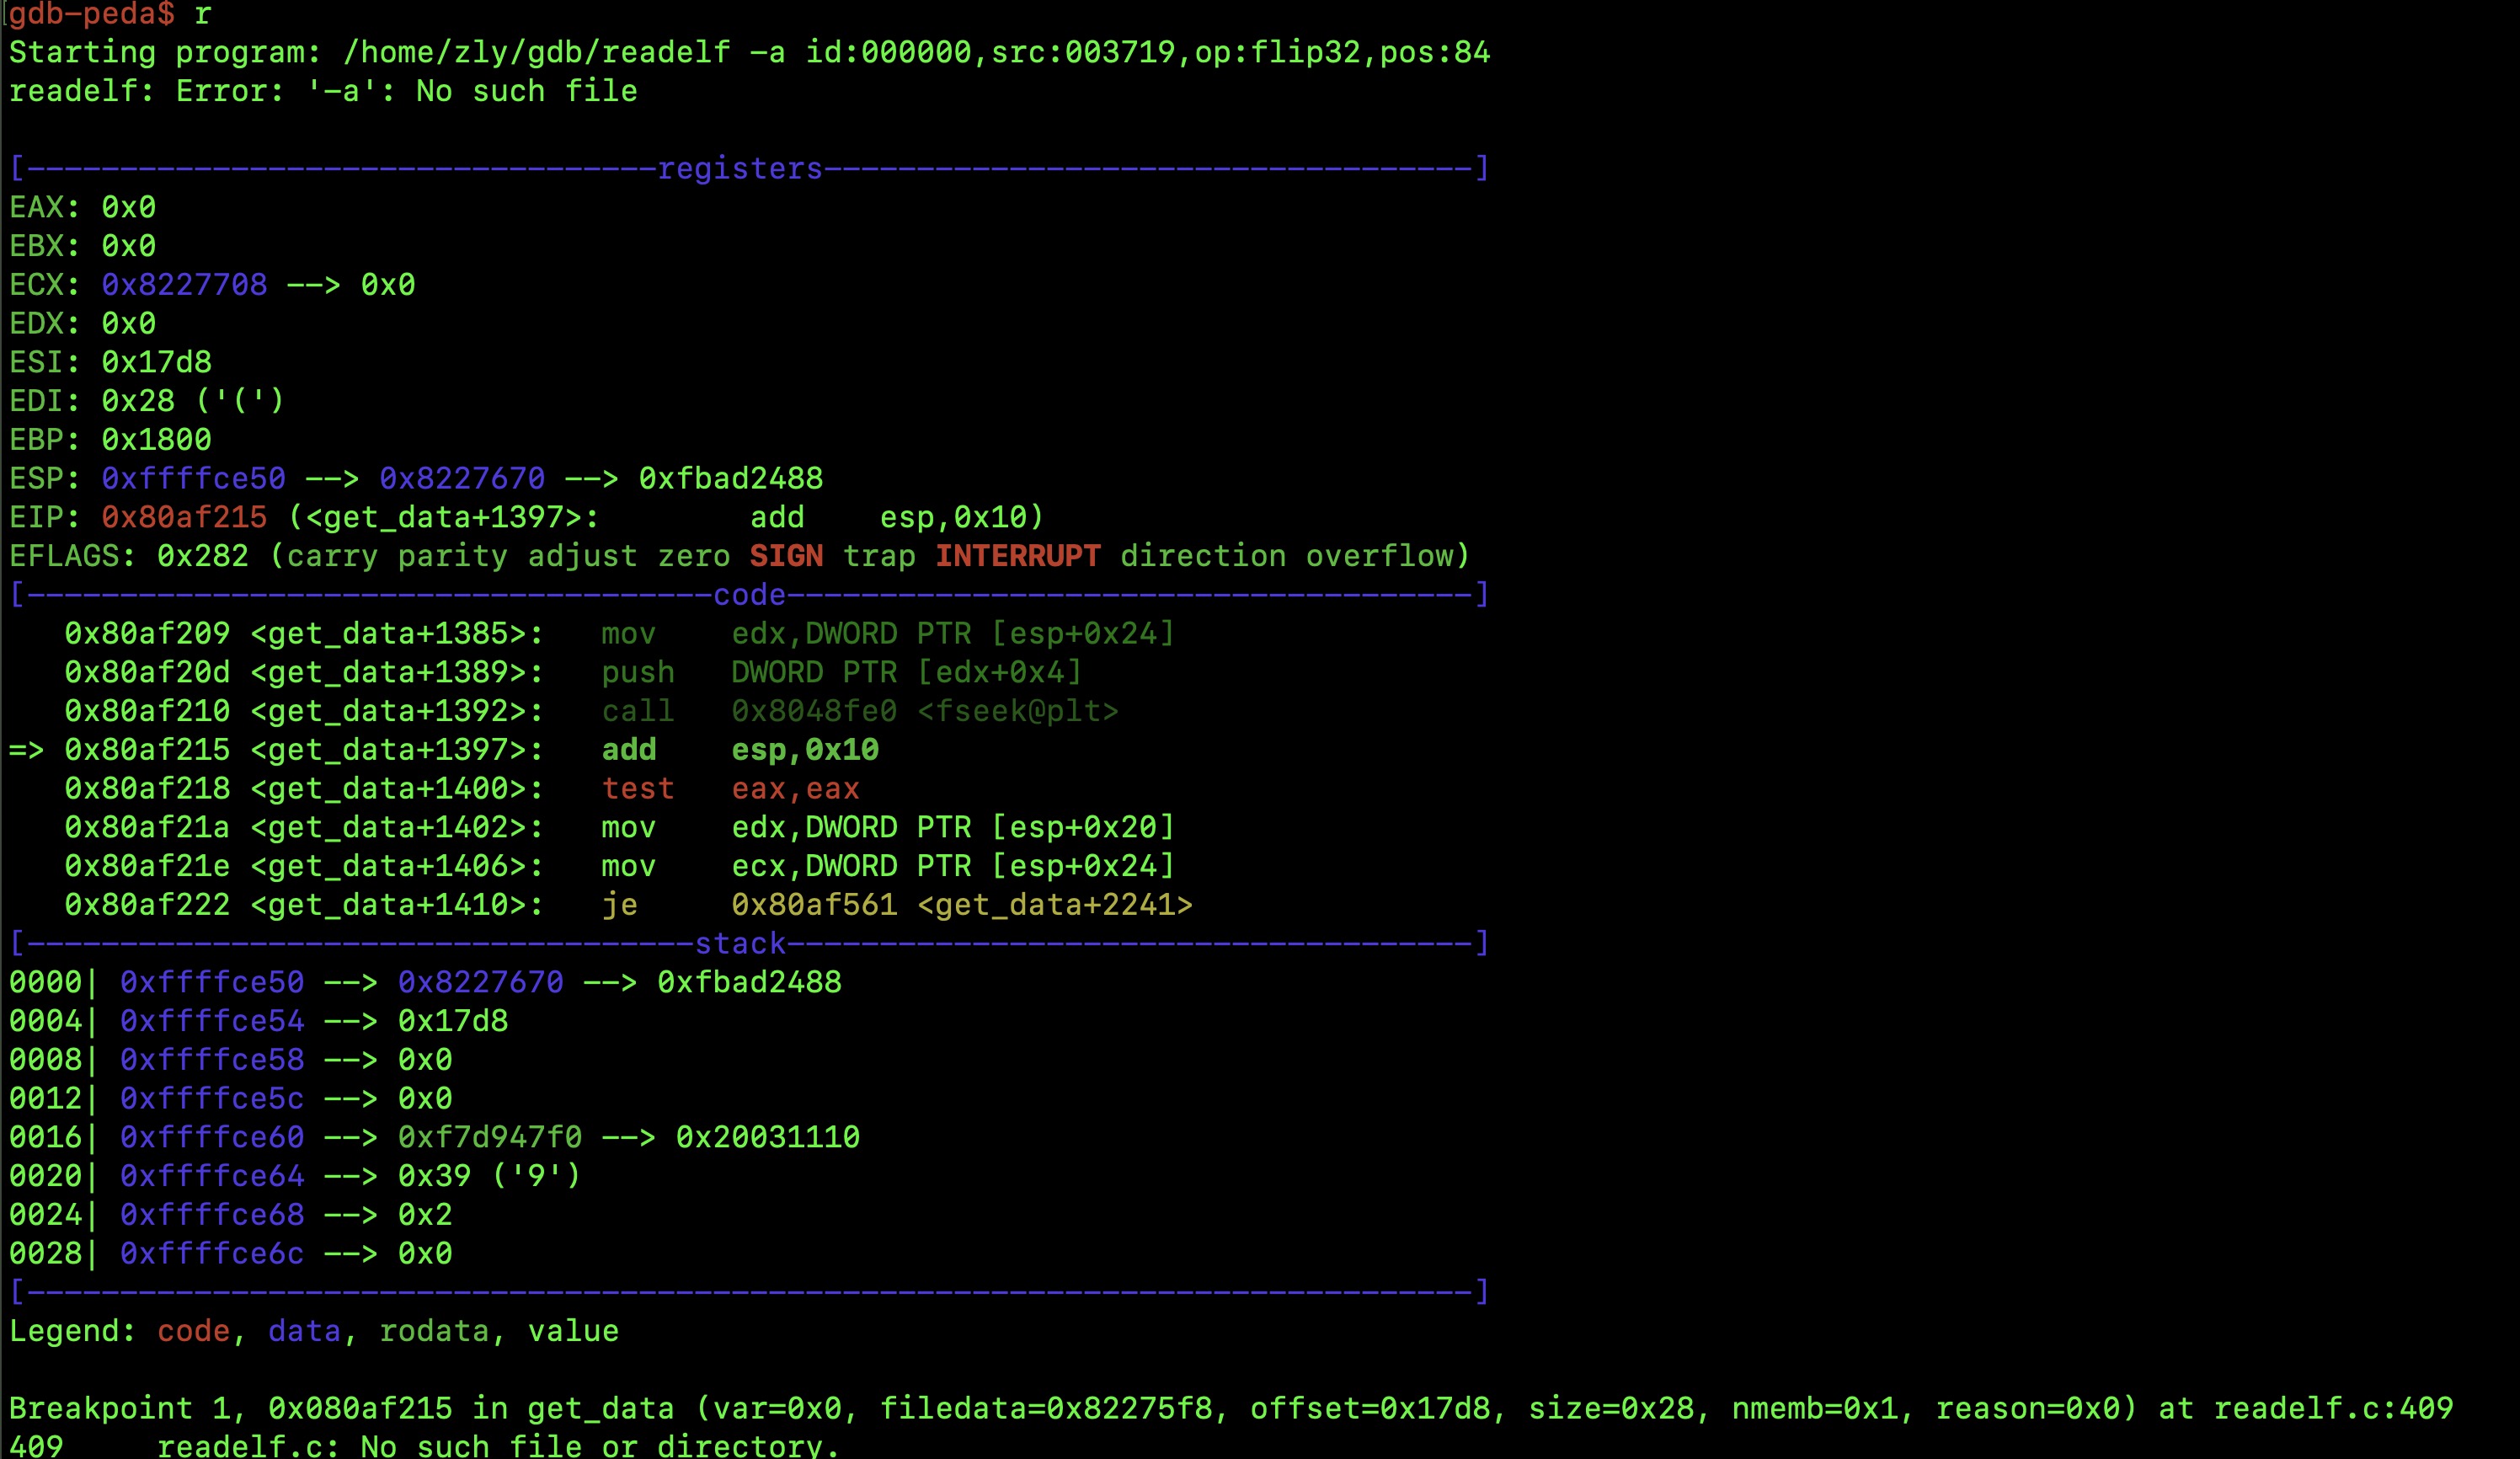 gdb-peda$ r
Starting program: /home/zly/gdb/readelf -a id:000000,src:003719,op:flip32,pos:84
readelf: Error: '-a': No such file
[----------------------------------registers-----------------------------------]
EAX: 0x0
EBX: 0x0
ECX: 0x8227708 --> 0x0
EDX: 0x0
ESI: 0x17d8
EDI: 0x28 ('(')
EBP: 0x1800
ESP: 0xffffce50 --> 0x8227670 --> 0xfbad2488
EIP: 0x80af215 (<get_data+1397>:        add    esp,0x10)
EFLAGS: 0x282 (carry parity adjust zero SIGN trap INTERRUPT direction overflow)
[-------------------------------------code-------------------------------------]
   0x80af209 <get_data+1385>:   mov    edx,DWORD PTR [esp+0x24]
   0x80af20d <get_data+1389>:   push   DWORD PTR [edx+0x4]
   0x80af210 <get_data+1392>:   call   0x8048fe0 <fseek@plt>
=> 0x80af215 <get_data+1397>:   add    esp,0x10
   0x80af218 <get_data+1400>:   test   eax,eax
   0x80af21a <get_data+1402>:   mov    edx,DWORD PTR [esp+0x20]
   0x80af21e <get_data+1406>:   mov    ecx,DWORD PTR [esp+0x24]
   0x80af222 <get_data+1410>:   je     0x80af561 <get_data+2241>
[------------------------------------stack-------------------------------------]
0000| 0xffffce50 --> 0x8227670 --> 0xfbad2488
0004| 0xffffce54 --> 0x17d8
0008| 0xffffce58 --> 0x0
0012| 0xffffce5c --> 0x0
0016| 0xffffce60 --> 0xf7d947f0 --> 0x20031110
0020| 0xffffce64 --> 0x39 ('9')
0024| 0xffffce68 --> 0x2
0028| 0xffffce6c --> 0x0
[------------------------------------------------------------------------------]
Legend: code, data, rodata, value
Breakpoint 1, 0x080af215 in get_data (var=0x0, filedata=0x82275f8, offset=0x17d8, size=0x28, nmemb=0x1, reason=0x0) at readelf.c:409
409     readelf.c: No such file or directory.